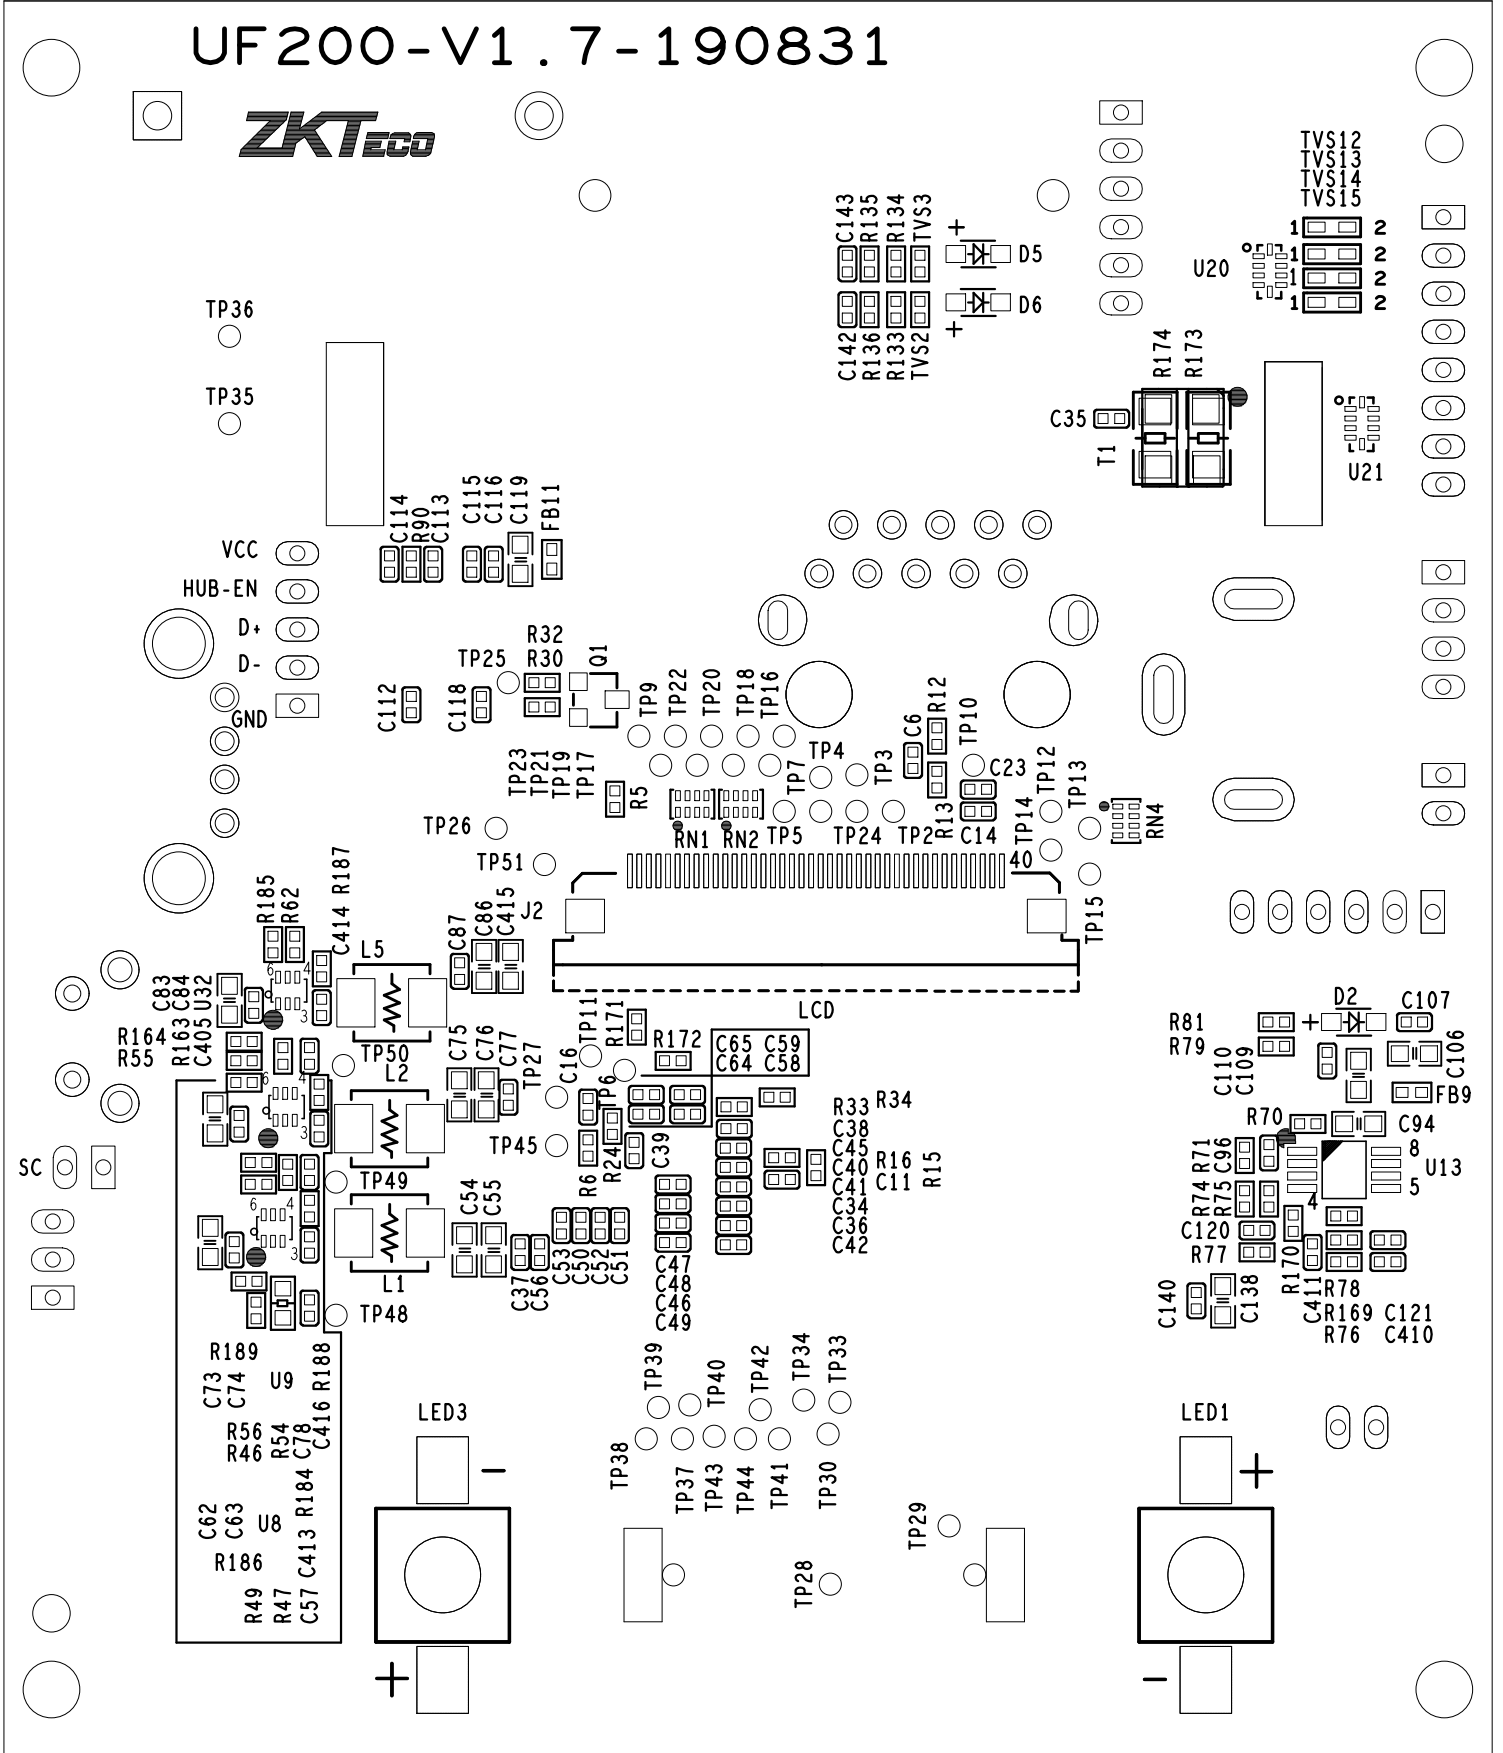 UF200-V1.7-190831
ZKTECO
TVS12
TVS13
TVS14
TVS15
C143
R135
R134
TVS3
+
D5
U20
1 2
1 2
1 2
1 2
D6
+
C142
R136
R133
TVS2
TP36
TP35
R174
R173
C35
T1
U21
C114
R90
C113
C115
C116
C119
FB11
VCC
HUB-EN
D+
D-
GND
R32
R30
TP25
Q1
C112
C118
TP9
TP22
TP20
TP18
TP16
TP23
TP21
TP19
TP17
R5
TP7
TP4
TP3
C6
R12
TP10
C23
TP12
TP13
TP26
RN1
RN2
TP5
TP24
TP2
R13
C14
TP14
RN4
TP51
40
J2
TP15
LCD
R185
R62
C414
R187
L5
C87
C86
C415
6 4
3
C83
C84
U32
R164
R55
R163
C405
TP50
L2
C75
C76
C77
TP27
C16
TP11
R171
R172
C65 C59
C64 C58
TP6
6 4
3
TP45
R6
R24
C39
R33 R34
C38
C45
C40 R16
C41 C11
C34
C36
C42
R15
D2
+
R81
R79
C107
C110
C109
C106
FB9
R70
C94
R71
C96
8
U13
5
4
R74
R75
C120
R77
R170
C411
R78
R169 C121
R76 C410
C140
C138
SC
TP49
6 4
3
L1
C54
C55
C37
C56
C53
C50
C52
C51
C47
C48
C46
C49
TP48
R189
U9
C73
C74
R188
C416
R56
R46
R54
C78
C62
C63
U8
R184
C413
R186
R49
R47
C57
LED3
-
+
TP39
TP40
TP42
TP34
TP33
TP38
TP37
TP43
TP44
TP41
TP30
TP29
TP28
LED1
+
-